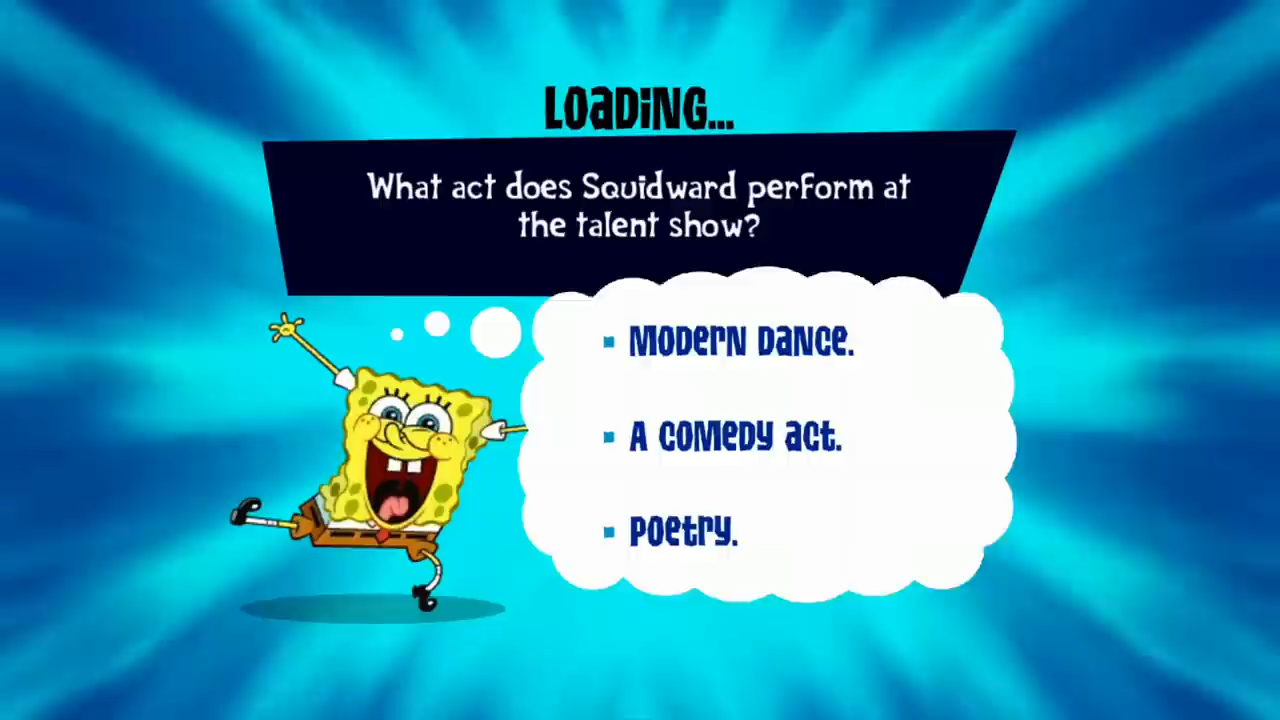 LOADING...
What act does Squidward perform at
the talent show?
Modern dance.
A comedy act.
Poetry.